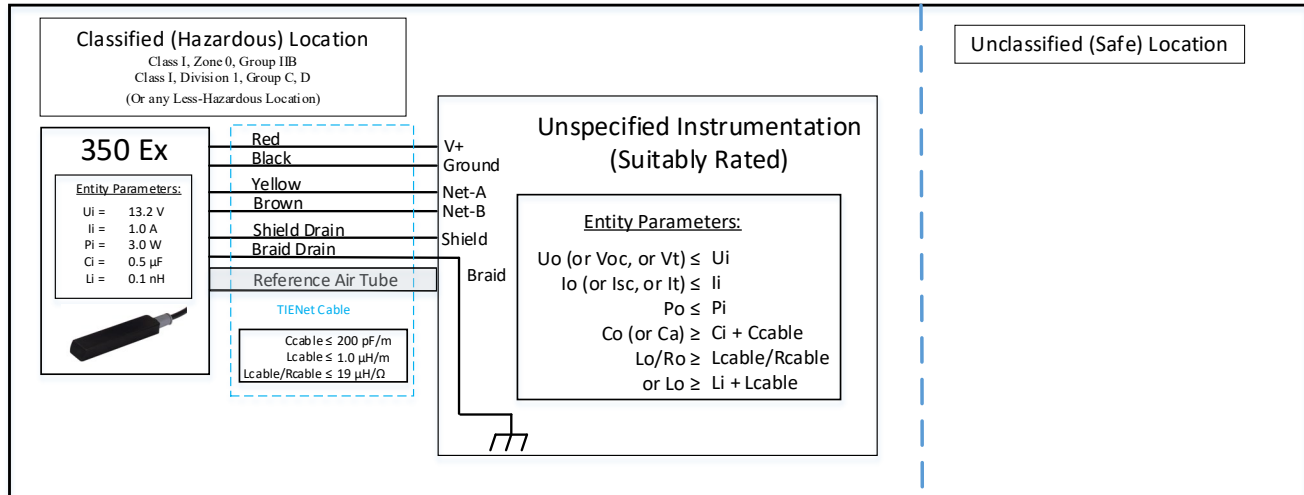 Classified (Hazardous) Location
Class I, Zone 0, Group IIB
Class I, Division 1, Group C, D
(Or any Less-Hazardous Location)
Unclassified (Safe) Location
350 Ex
Entity Parameters:
Ui = 13.2 V
Ii = 1.0 A
Pi = 3.0 W
Ci = 0.5 µF
Li = 0.1 nH
Red
Black
Yellow
Brown
Shield Drain
Braid Drain
Reference Air Tube
TIENet Cable
Ccable ≤ 200 pF/m
Lcable ≤ 1.0 µH/m
Lcable/Rcable ≤ 19 µH/Ω
V+
Ground
Net-A
Net-B
Shield
Braid
Unspecified Instrumentation
(Suitably Rated)
Entity Parameters:
Uo (or Voc, or Vt) ≤ Ui
Io (or Isc, or It) ≤ Ii
Po ≤ Pi
Co (or Ca) ≥ Ci + Ccable
Lo/Ro ≥ Lcable/Rcable
or Lo ≥ Li + Lcable